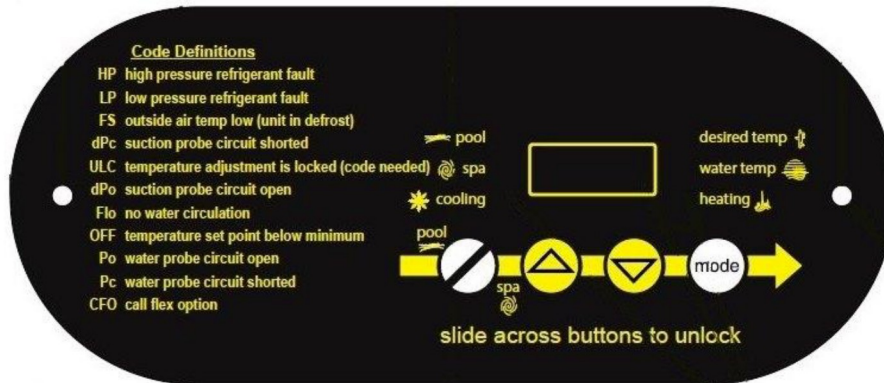 Code Definitions
HP high pressure refrigerant fault
LP low pressure refrigerant fault
FS outside air temp low (unit in defrost)
dPc suction probe circuit shorted
ULC temperature adjustment is locked (code needed)
dPo suction probe circuit open
Flo no water circulation
OFF temperature set point below minimum
Po water probe circuit open
Pc water probe circuit shorted
CFO call flex option
pool
spa
cooling
desired temp
water temp
heating
pool
spa
mode
slide across buttons to unlock